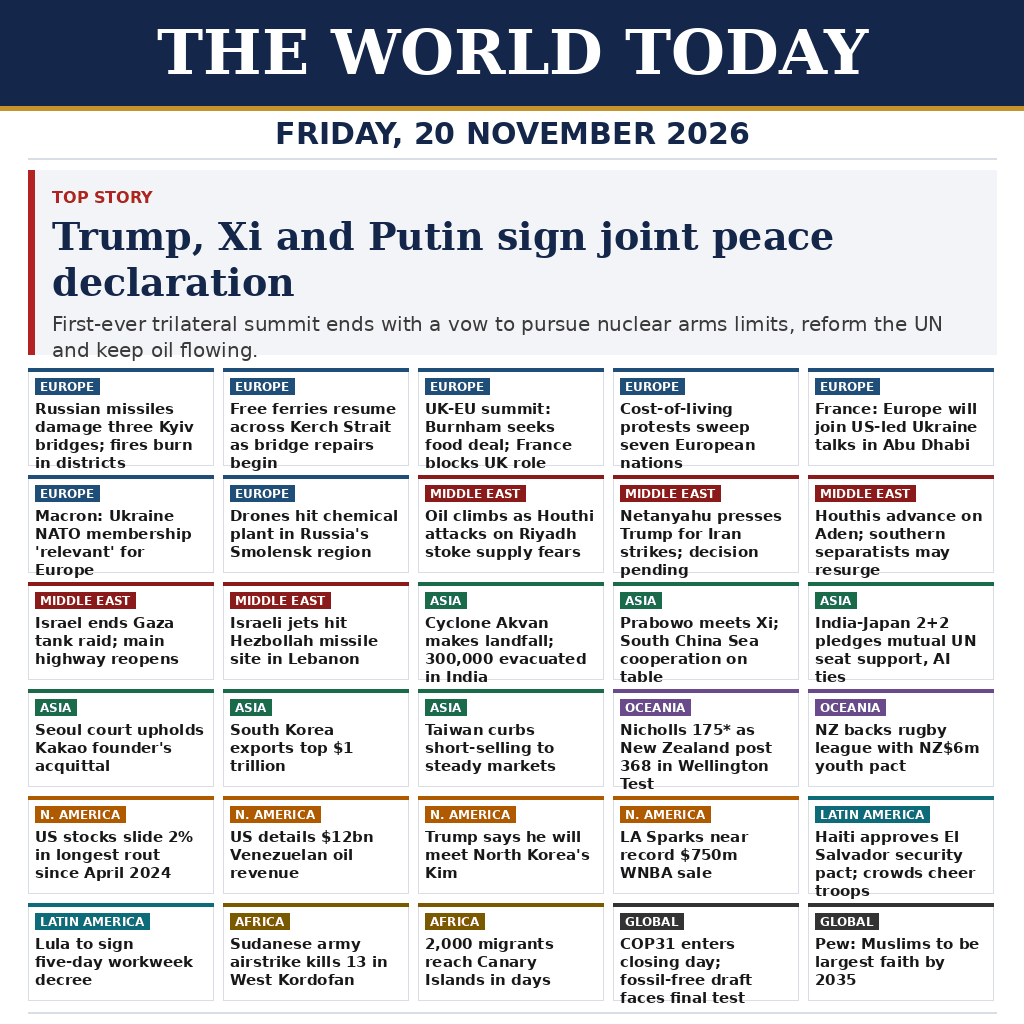 THE WORLD TODAY
FRIDAY, 20 NOVEMBER 2026
TOP STORY
Trump, Xi and Putin sign joint peace
declaration
First-ever trilateral summit ends with a vow to pursue nuclear arms limits, reform the UN
and keep oil flowing.
EUROPE
Russian missiles
damage three Kyiv
bridges; fires burn
in districts
EUROPE
Free ferries resume
across Kerch Strait
as bridge repairs
begin
EUROPE
UK-EU summit:
Burnham seeks
food deal; France
blocks UK role
EUROPE
Cost-of-living
protests sweep
seven European
nations
EUROPE
France: Europe will
join US-led Ukraine
talks in Abu Dhabi
EUROPE
Macron: Ukraine
NATO membership
'relevant' for
Europe
EUROPE
Drones hit chemical
plant in Russia's
Smolensk region
MIDDLE EAST
Oil climbs as Houthi
attacks on Riyadh
stoke supply fears
MIDDLE EAST
Netanyahu presses
Trump for Iran
strikes; decision
pending
MIDDLE EAST
Houthis advance on
Aden; southern
separatists may
resurge
MIDDLE EAST
Israel ends Gaza
tank raid; main
highway reopens
MIDDLE EAST
Israeli jets hit
Hezbollah missile
site in Lebanon
ASIA
Cyclone Akvan
makes landfall;
300,000 evacuated
in India
ASIA
Prabowo meets Xi;
South China Sea
cooperation on
table
ASIA
India-Japan 2+2
pledges mutual UN
seat support, AI
ties
ASIA
Seoul court upholds
Kakao founder's
acquittal
ASIA
South Korea
exports top $1
trillion
ASIA
Taiwan curbs
short-selling to
steady markets
OCEANIA
Nicholls 175* as
New Zealand post
368 in Wellington
Test
OCEANIA
NZ backs rugby
league with NZ$6m
youth pact
N. AMERICA
US stocks slide 2%
in longest rout
since April 2024
N. AMERICA
US details $12bn
Venezuelan oil
revenue
N. AMERICA
Trump says he will
meet North Korea's
Kim
N. AMERICA
LA Sparks near
record $750m
WNBA sale
LATIN AMERICA
Haiti approves El
Salvador security
pact; crowds cheer
troops
LATIN AMERICA
Lula to sign
five-day workweek
decree
AFRICA
Sudanese army
airstrike kills 13 in
West Kordofan
AFRICA
2,000 migrants
reach Canary
Islands in days
GLOBAL
COP31 enters
closing day;
fossil-free draft
faces final test
GLOBAL
Pew: Muslims to be
largest faith by
2035